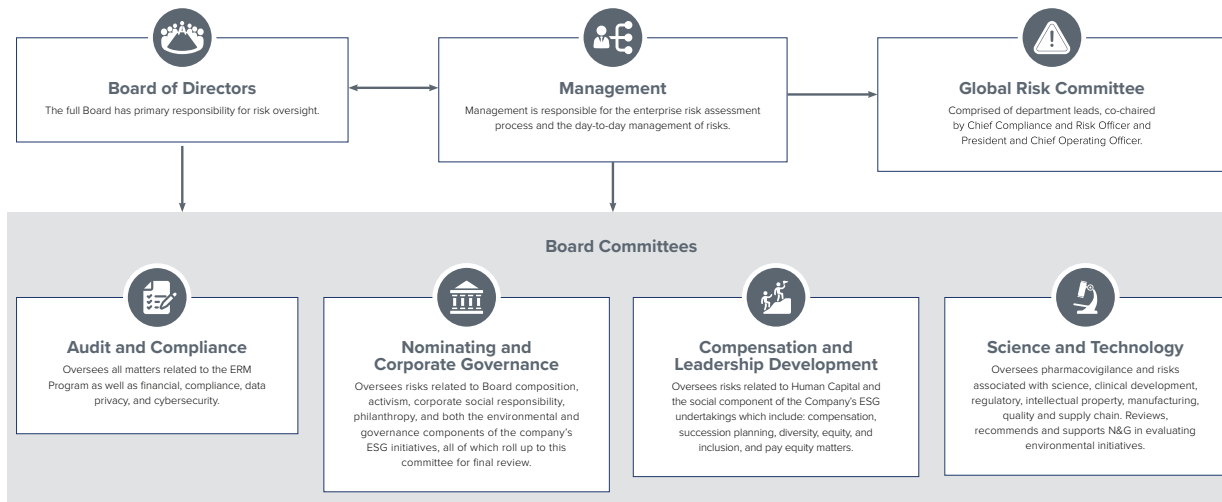 Board of Directors
The full Board has primary responsibility for risk oversight.
Management
Management is responsible for the enterprise risk assessment
process and the day-to-day management of risks.
Global Risk Committee
Comprised of department leads, co-chaired
by Chief Compliance and Risk Officer and
President and Chief Operating Officer.
Board Committees
Audit and Compliance
Oversees all matters related to the ERM
Program as well as financial, compliance, data
privacy, and cybersecurity.
Nominating and
Corporate Governance
Oversees risks related to Board composition,
activism, corporate social responsibility,
philanthropy, and both the environmental and
governance components of the company's
ESG initiatives, all of which roll up to this
committee for final review.
Compensation and
Leadership Development
Oversees risks related to Human Capital and
the social component of the Company's ESG
undertakings which include: compensation,
succession planning, diversity, equity, and
inclusion, and pay equity matters.
Science and Technology
Oversees pharmacovigilance and risks
associated with science, clinical development,
regulatory, intellectual property, manufacturing,
quality and supply chain. Reviews,
recommends and supports N&G in evaluating
environmental initiatives.